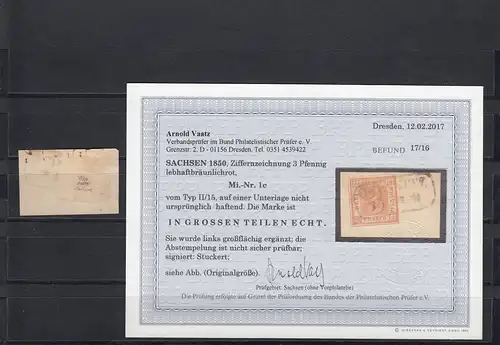 Arnold Vaatz
Verbandsprüfer im Bund Philatelistischer Prüfer e. V.
Grenzstr. 2, D - 01156 Dresden. Tel. 0351 4539422
Dresden, 12.02.2017
BEFUND 17/16
SACHSEN 1850, Ziffernzeichnung 3 Pfennig
lebhaftbräunlichrot.
Mi.-Nr. 1c
vom Typ II/15, auf einer Unterlage nicht
ursprünglich haftend. Die Marke ist
IN GROSSEN TEILEN ECHT.
Sie wurde links großflächig ergänzt; die
Abstempelung ist nicht sicher prüfbar;
signiert: Stuckert.
siehe Abb. (Originalgröße).
Prüfgebiet: Sachsen (ohne Vorphilatelie)
Die Prüfung erfolgte auf Grund der Prüfordnung des Bundes der Philatelistischen Prüfer e. V.